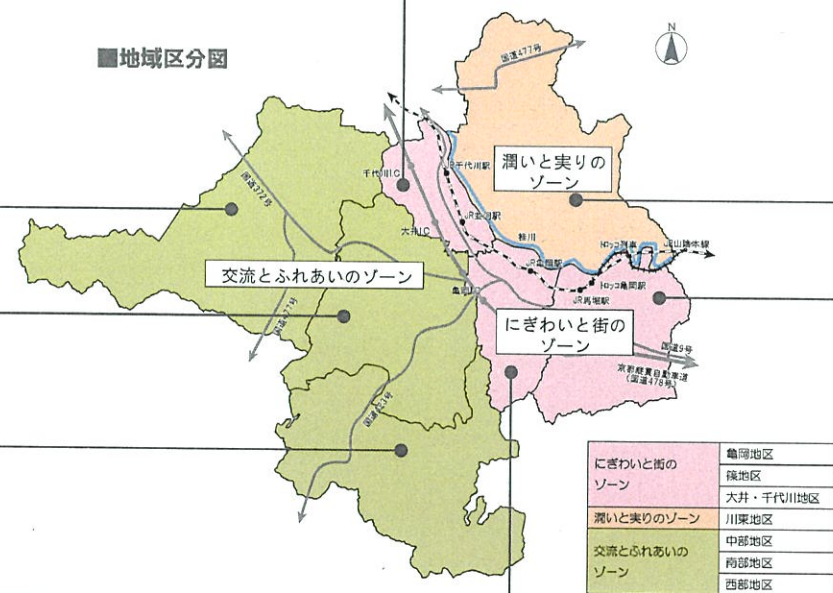 ■地域区分図
N
国道477号
潤いと実りの
ゾーン
千代川I.C
JR千代川駅
国道372号
JR並河駅
大井I.C
桂川
トロッコ列車
JR山陰本線
JR亀岡駅
交流とふれあいのゾーン
トロッコ亀岡駅
JR馬堀駅
にぎわいと街の
ゾーン
国道9号
京都縦貫自動車道
(国道478号)
国道477号
国道423号
にぎわいと街の
ゾーン
亀岡地区
篠地区
大井・千代川地区
潤いと実りのゾーン
川東地区
交流とふれあいの
ゾーン
中部地区
南部地区
西部地区